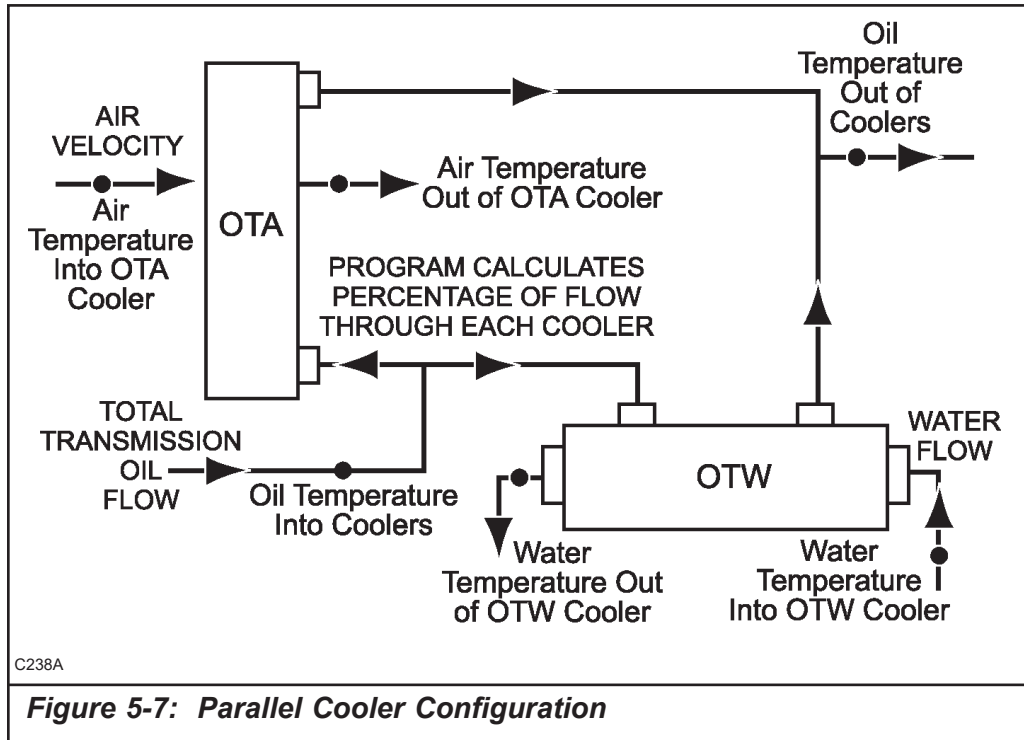 AIR
VELOCITY
Air
Temperature
Into OTA
Cooler
OTA
Air Temperature
Out of OTA Cooler
Oil
Temperature
Out of
Coolers
PROGRAM CALCULATES
PERCENTAGE OF FLOW
THROUGH EACH COOLER
TOTAL
TRANSMISSION
OIL
FLOW
Oil Temperature
Into Coolers
OTW
WATER
FLOW
Water
Temperature Out
of OTW Cooler
Water
Temperature
Into OTW Cooler
C238A
Figure 5-7: Parallel Cooler Configuration